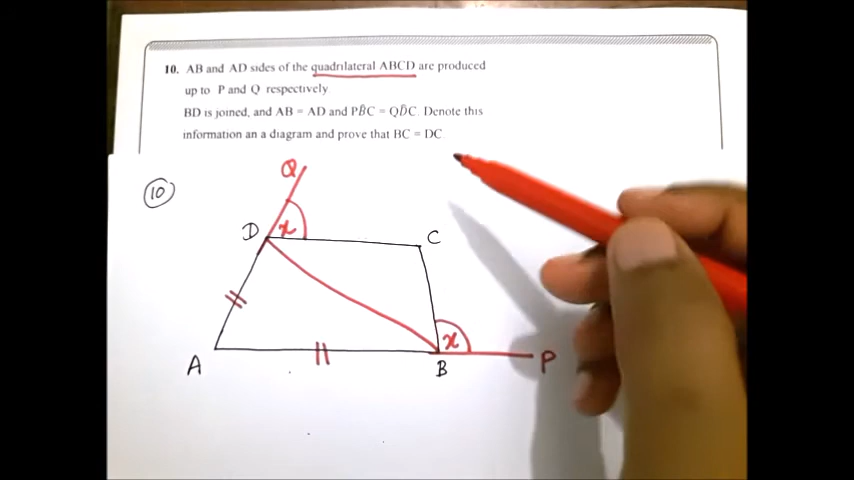 10. AB and AD sides of the quadrilateral ABCD are produced
up to P and Q respectively
BD is joined, and AB = AD and PB̂C = QD̂C. Denote this
information an a diagram and prove that BC = DC.
10
Q
D x C
A B x P